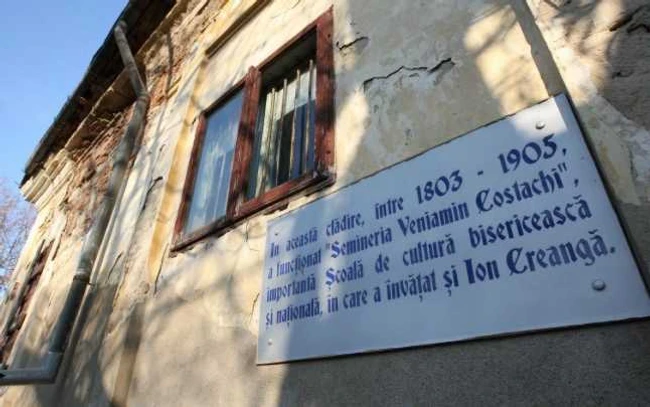 În această clădire, între 1803 - 1905,
a funcționat "Semineria Veniamin Costachi",
importantă Școală de cultură bisericească
și națională, în care a învățat și Ion Creangă.